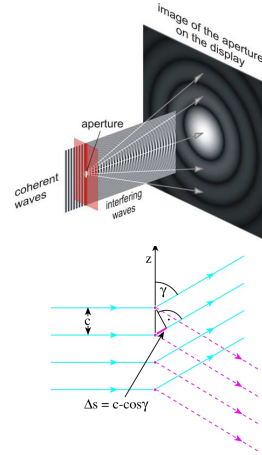 image of the aperture
on the display
aperture
coherent
waves
interfering
waves
z
γ
c
Δs = c-cosγ